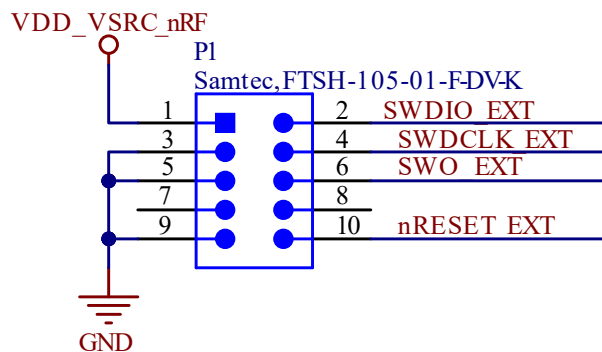 VDD_VSRC_nRF
P1
Samtec,FTSH-105-01-F-DV-K
1 2 SWDIO_EXT
3 4 SWDCLK_EXT
5 6 SWO_EXT
7 8
9 10 nRESET_EXT
GND